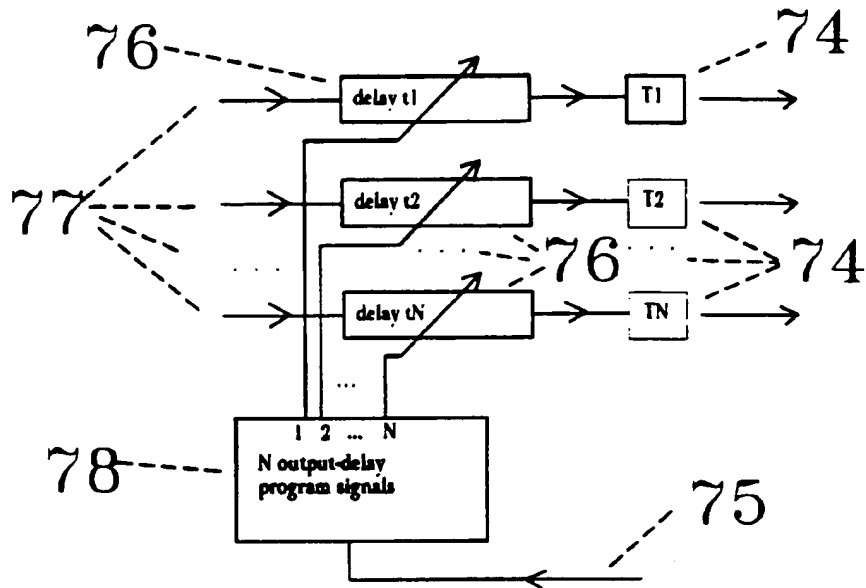 76
74
delay t1
T1
77
delay t2
T2
. . . .
76
. . . .
74
. . . .
delay tN
TN
...
1 2 ... N
78
N output-delay
program signals
75